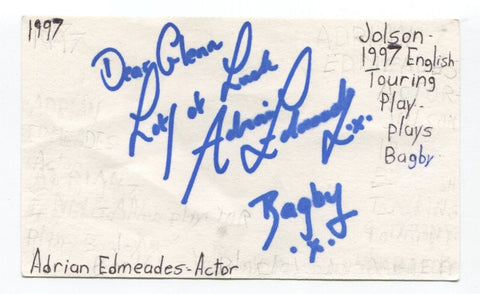 1997
Jolson-
1997 English
Touring
Play-
plays
Bagby
Dear Glenn
Lots of Luck
Adrian Edmeades .x.
Bagby
.x.
Adrian Edmeades-Actor